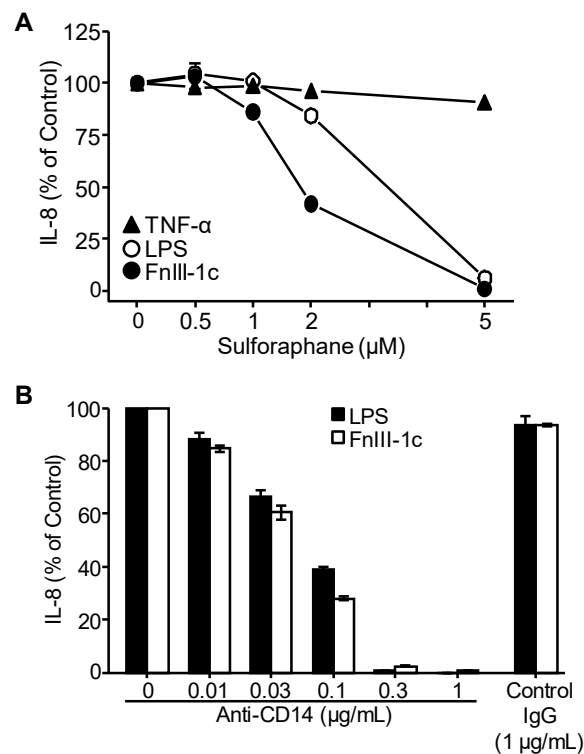 A
125
100
75
50
25
0
IL-8 (% of Control)
TNF-α
LPS
FnIII-1c
0 0.5 1 2 5
Sulforaphane (µM)
B
100
80
60
40
20
0
IL-8 (% of Control)
LPS
FnIII-1c
0 0.01 0.03 0.1 0.3 1
Anti-CD14 (µg/mL)
Control
IgG
(1 µg/mL)